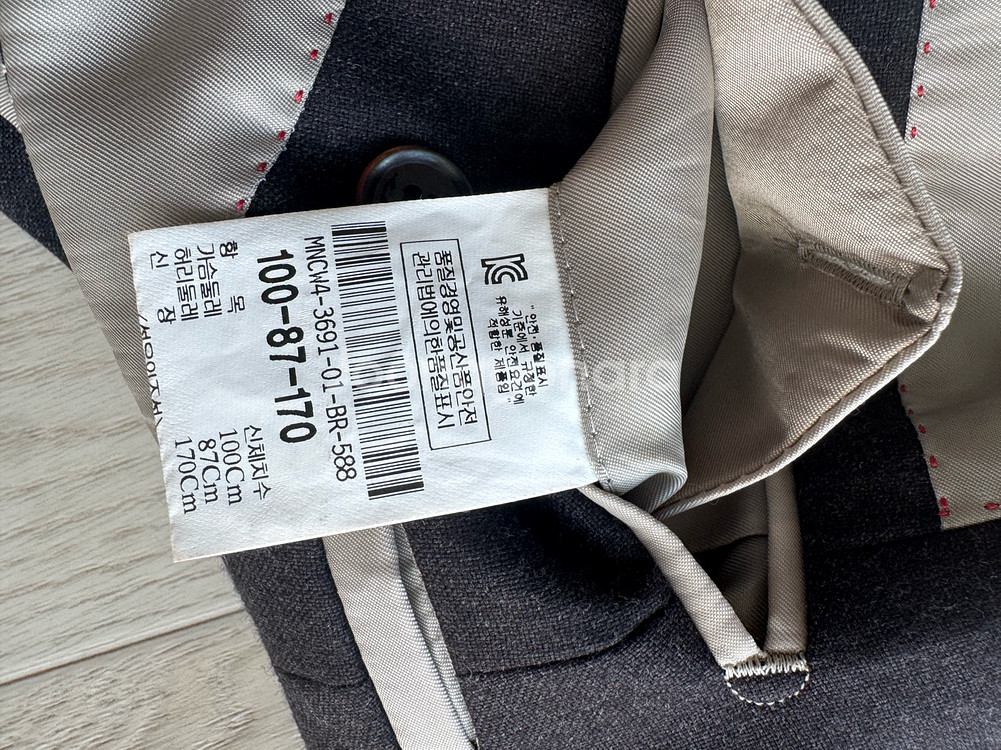 KC
"안전·품질표시
기준에서 규정한
유해성분 안전요건에
적합한 제품임"
품질경영및공산품안전
관리법에의한품질표시
MNCW4-3691-01-BR-588
100-87-170
항 목 신체치수
가슴둘레 100Cm
허리둘레 87Cm
신 장 170Cm